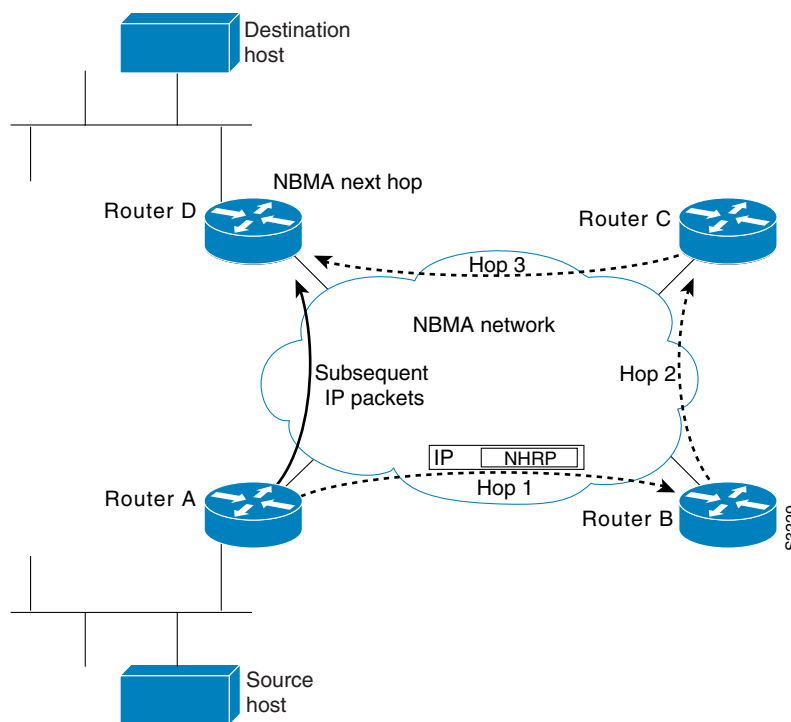 Destination
host
NBMA next hop
Router D
Router C
Hop 3
NBMA network
Subsequent
IP packets
Hop 2
IP
NHRP
Router A
Hop 1
Router B
Source
host